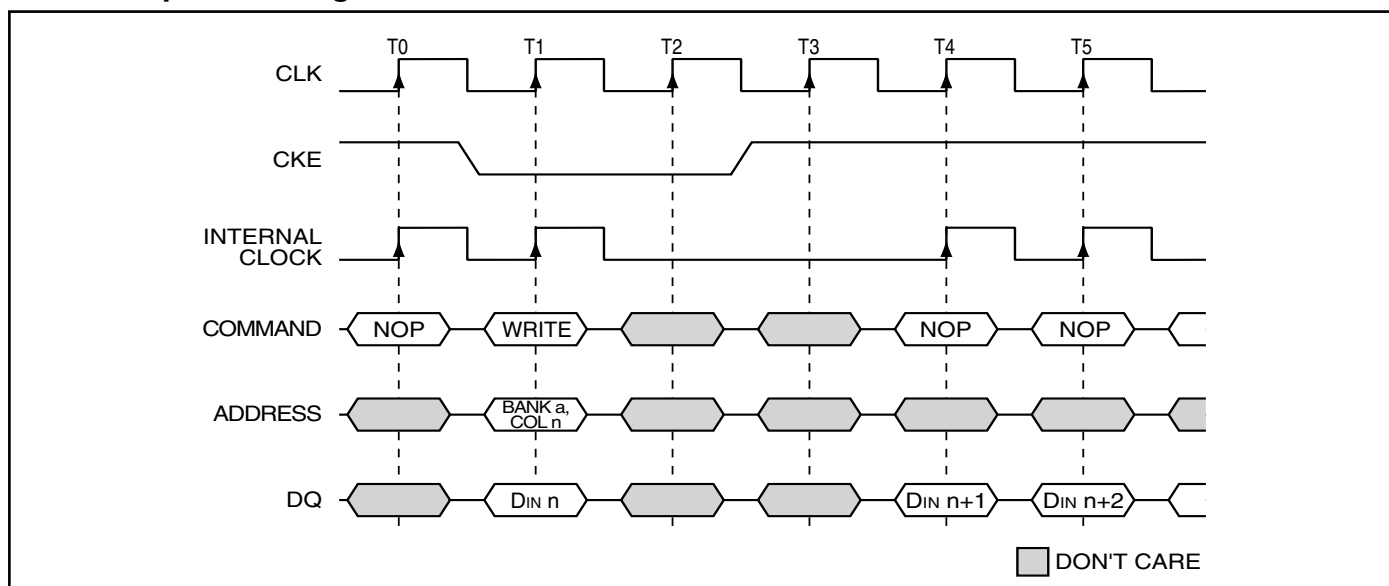 T0 T1 T2 T3 T4 T5
CLK
CKE
INTERNAL
CLOCK
COMMAND NOP WRITE NOP NOP
ADDRESS BANK a,
COL n
DQ DIN n DIN n+1 DIN n+2
DON'T CARE